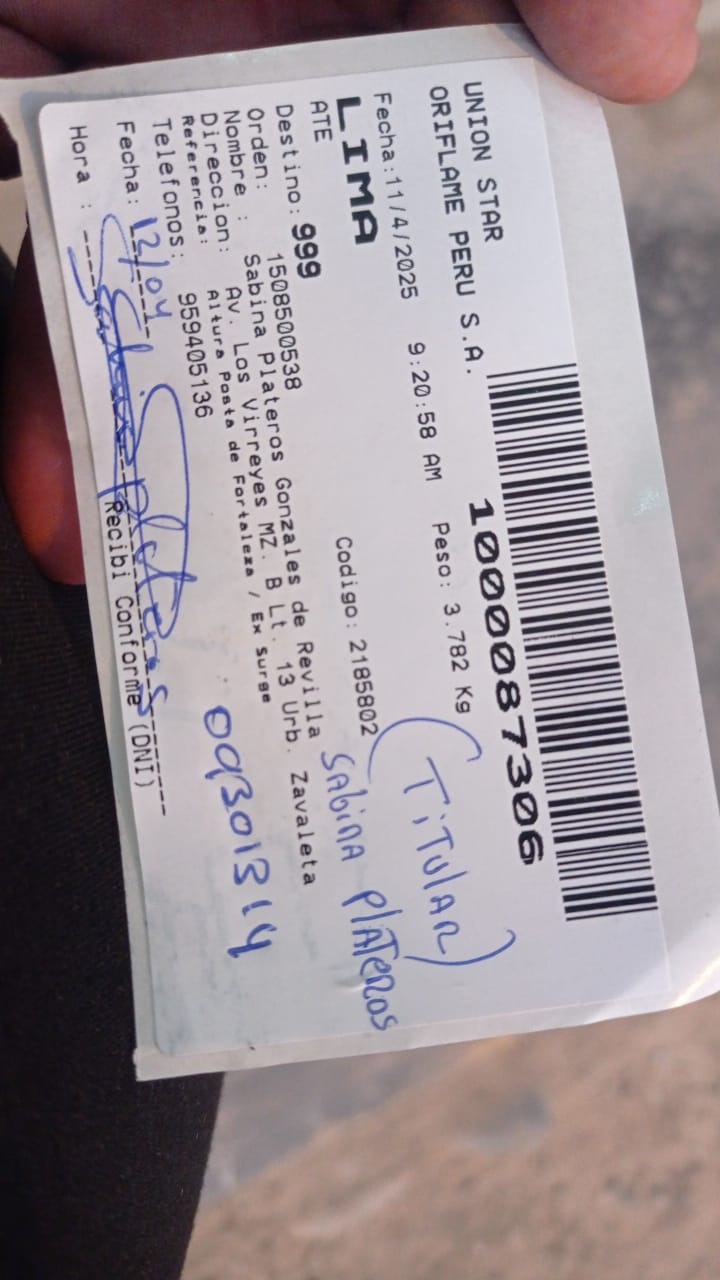 UNION STAR
ORIFLAME PERU S.A.
1000087306
Fecha:11/4/2025 9:20:58 AM Peso: 3.782 Kg
(TiTulAR)
LIMA
ATE Codigo: 2185802
SAbiNA PlATeROS
Destino: 999
Orden: 1508500538
Nombre : Sabina Plateros Gonzales de Revilla
Direccion: Av. Los Virreyes MZ. B Lt. 13 Urb. Zavaleta
Referencia: Altura Posta de Fortaleza / Ex Surge
Telefonos: 959405136
09301314
Fecha: 12/04
Hora :
Sabina Plateros
Recibi Conforme (DNI)